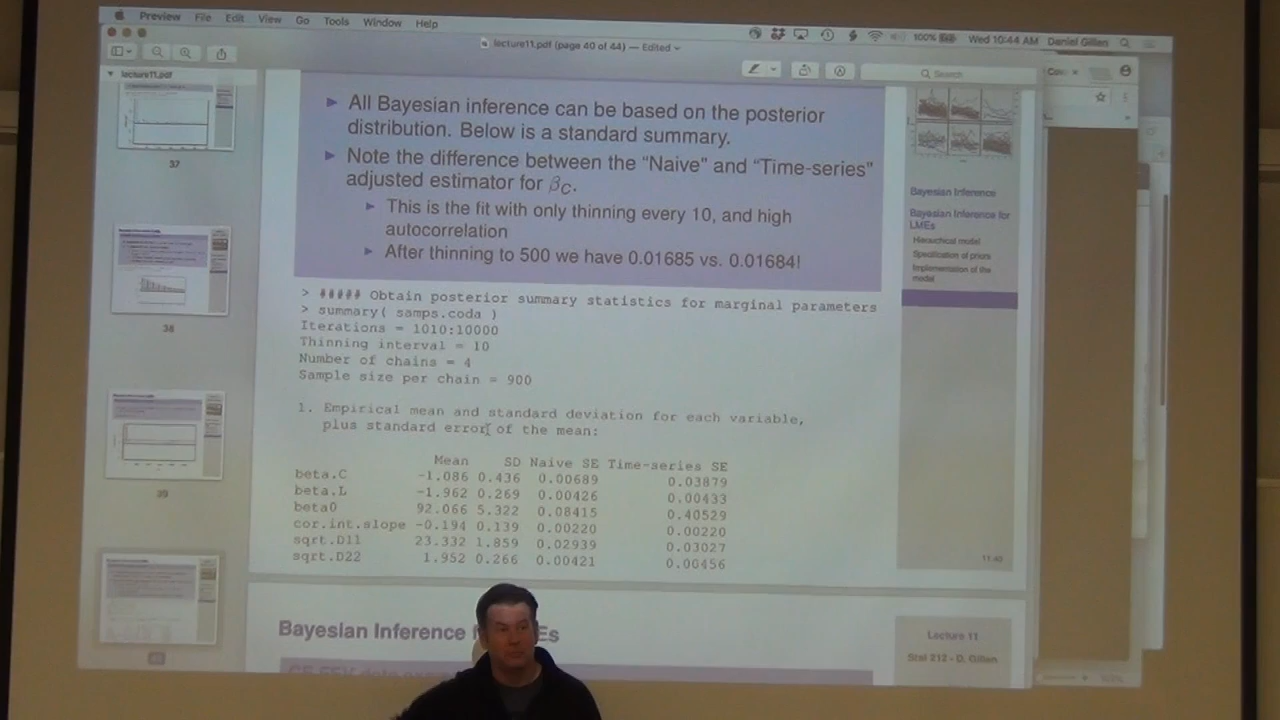 Preview File Edit View Go Tools Window Help
100% Wed 10:44 AM Daniel Gillen
lecture11.pdf (page 40 of 44) — Edited
Search
lecture11.pdf
37
38
39
► All Bayesian inference can be based on the posterior
distribution. Below is a standard summary.
► Note the difference between the "Naive" and "Time-series"
adjusted estimator for βC.
► This is the fit with only thinning every 10, and high
autocorrelation
► After thinning to 500 we have 0.01685 vs. 0.01684!
> ##### Obtain posterior summary statistics for marginal parameters
> summary( samps.coda )
Iterations = 1010:10000
Thinning interval = 10
Number of chains = 4
Sample size per chain = 900
1. Empirical mean and standard deviation for each variable,
plus standard error of the mean:
Mean SD Naive SE Time-series SE
beta.C -1.086 0.436 0.00689 0.03879
beta.L -1.962 0.269 0.00426 0.00433
beta0 92.066 5.322 0.08415 0.40529
cor.int.slope -0.194 0.139 0.00220 0.00220
sqrt.D11 23.332 1.859 0.02939 0.03027
sqrt.D22 1.952 0.266 0.00421 0.00456
Bayesian Inference
Bayesian Inference for
LMEs
Hierarchical model
Specification of priors
Implementation of the
model
11.40
Bayesian Inference Es
Lecture 11
Stat 212 - D. Gillen